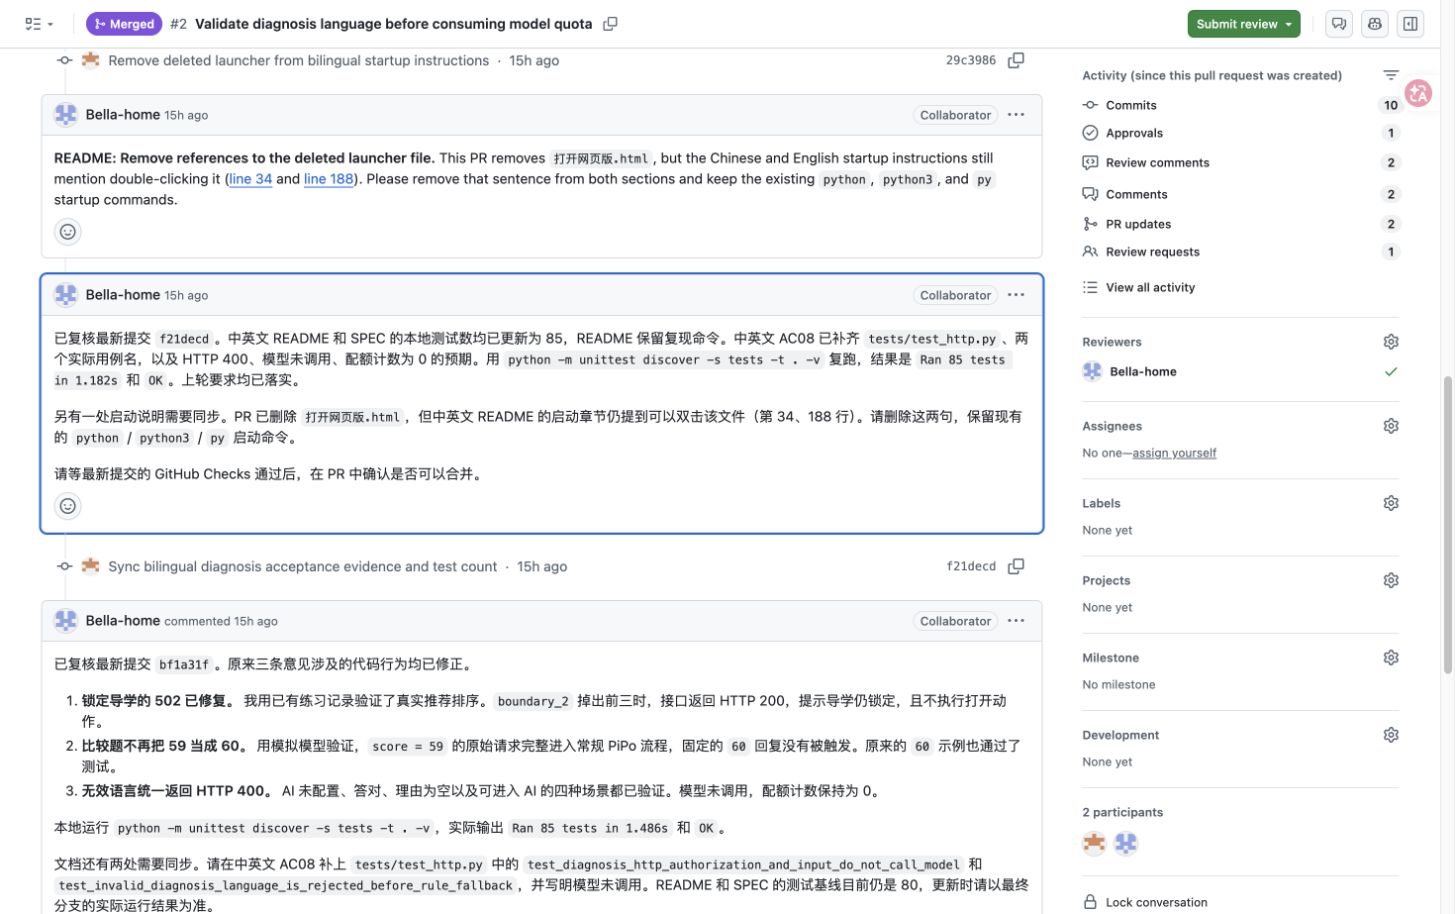 Merged #2 Validate diagnosis language before consuming model quota
Submit review
Remove deleted launcher from bilingual startup instructions · 15h ago
29c3986
Bella-home 15h ago
Collaborator
README: Remove references to the deleted launcher file. This PR removes 打开网页版.html, but the Chinese and English startup instructions still
mention double-clicking it (line 34 and line 188). Please remove that sentence from both sections and keep the existing python, python3, and py
startup commands.
Bella-home 15h ago
Collaborator
已复核最新提交 f21decd。中英文 README 和 SPEC 的本地测试数均已更新为 85，README 保留复现命令。中英文 AC08 已补齐 tests/test_http.py、两
个实际用例名，以及 HTTP 400、模型未调用、配额计数为 0 的预期。用 python -m unittest discover -s tests -t . -v 复跑，结果是 Ran 85 tests
in 1.182s 和 OK。上轮要求均已落实。
另有一处启动说明需要同步。PR 已删除 打开网页版.html，但中英文 README 的启动章节仍提到可以双击该文件（第 34、188 行）。请删除这两句，保留现有
的 python / python3 / py 启动命令。
请等最新提交的 GitHub Checks 通过后，在 PR 中确认是否可以合并。
Sync bilingual diagnosis acceptance evidence and test count · 15h ago
f21decd
Bella-home commented 15h ago
Collaborator
已复核最新提交 bf1a31f。原来三条意见涉及的代码行为均已修正。
1. 锁定导学的 502 已修复。 我用已有练习记录验证了真实推荐排序。boundary_2 掉出前三时，接口返回 HTTP 200，提示导学仍锁定，且不执行打开动
作。
2. 比较题不再把 59 当成 60。 用模拟模型验证，score = 59 的原始请求完整进入常规 PiPo 流程，固定的 60 回复没有被触发。原来的 60 示例也通过了
测试。
3. 无效语言统一返回 HTTP 400。 AI 未配置、答对、理由为空以及可进入 AI 的四种场景都已验证。模型未调用，配额计数保持为 0。
本地运行 python -m unittest discover -s tests -t . -v，实际输出 Ran 85 tests in 1.486s 和 OK。
文档还有两处需要同步。请在中英文 AC08 补上 tests/test_http.py 中的 test_diagnosis_http_authorization_and_input_do_not_call_model 和
test_invalid_diagnosis_language_is_rejected_before_rule_fallback，并写明模型未调用。README 和 SPEC 的测试基线目前仍是 80，更新时请以最终
分支的实际运行结果为准。
Activity (since this pull request was created)
Commits 10
Approvals 1
Review comments 2
Comments 2
PR updates 2
Review requests 1
View all activity
Reviewers
Bella-home
Assignees
No one—assign yourself
Labels
None yet
Projects
None yet
Milestone
No milestone
Development
None yet
2 participants
Lock conversation